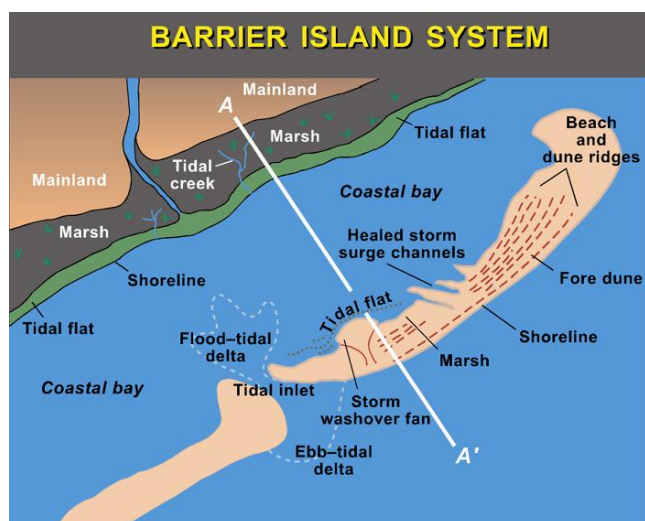 BARRIER ISLAND SYSTEM
Mainland
A
Marsh
Tidal flat
Beach
and
dune ridges
Tidal
creek
Mainland
Coastal bay
Marsh
Healed storm
surge channels
Shoreline
Fore dune
Tidal flat
Tidal flat
Shoreline
Flood–tidal
delta
Marsh
Coastal bay
Tidal inlet
Storm
washover fan
Ebb–tidal
delta
A'